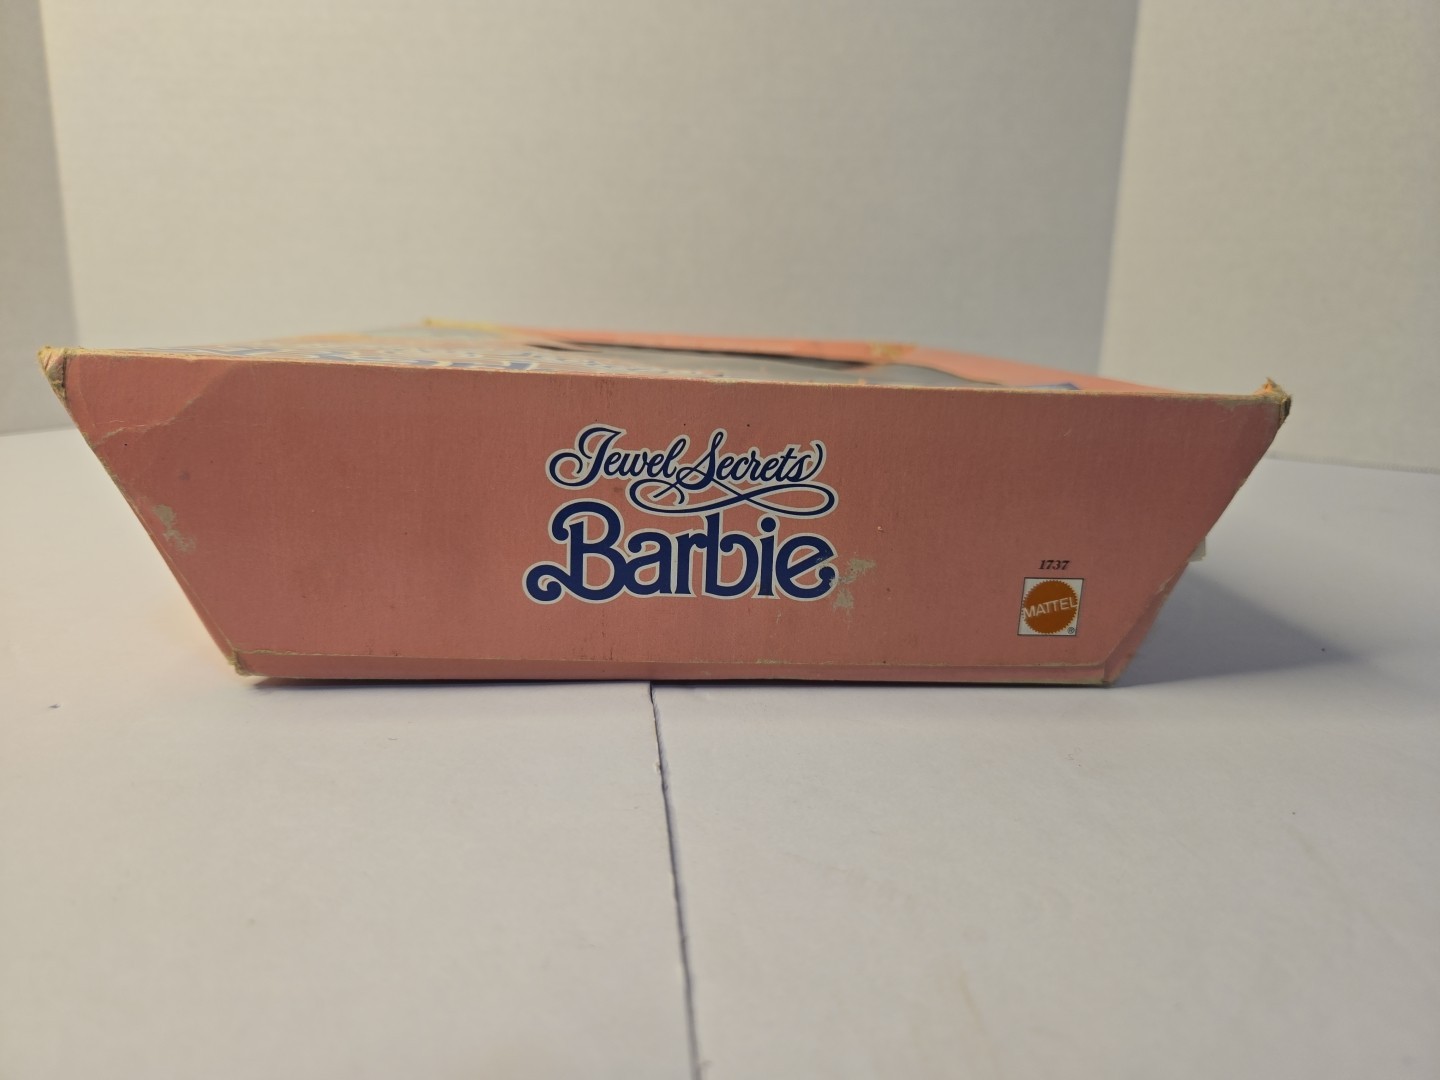 Jewel Secrets
Barbie
1737
MATTEL
®